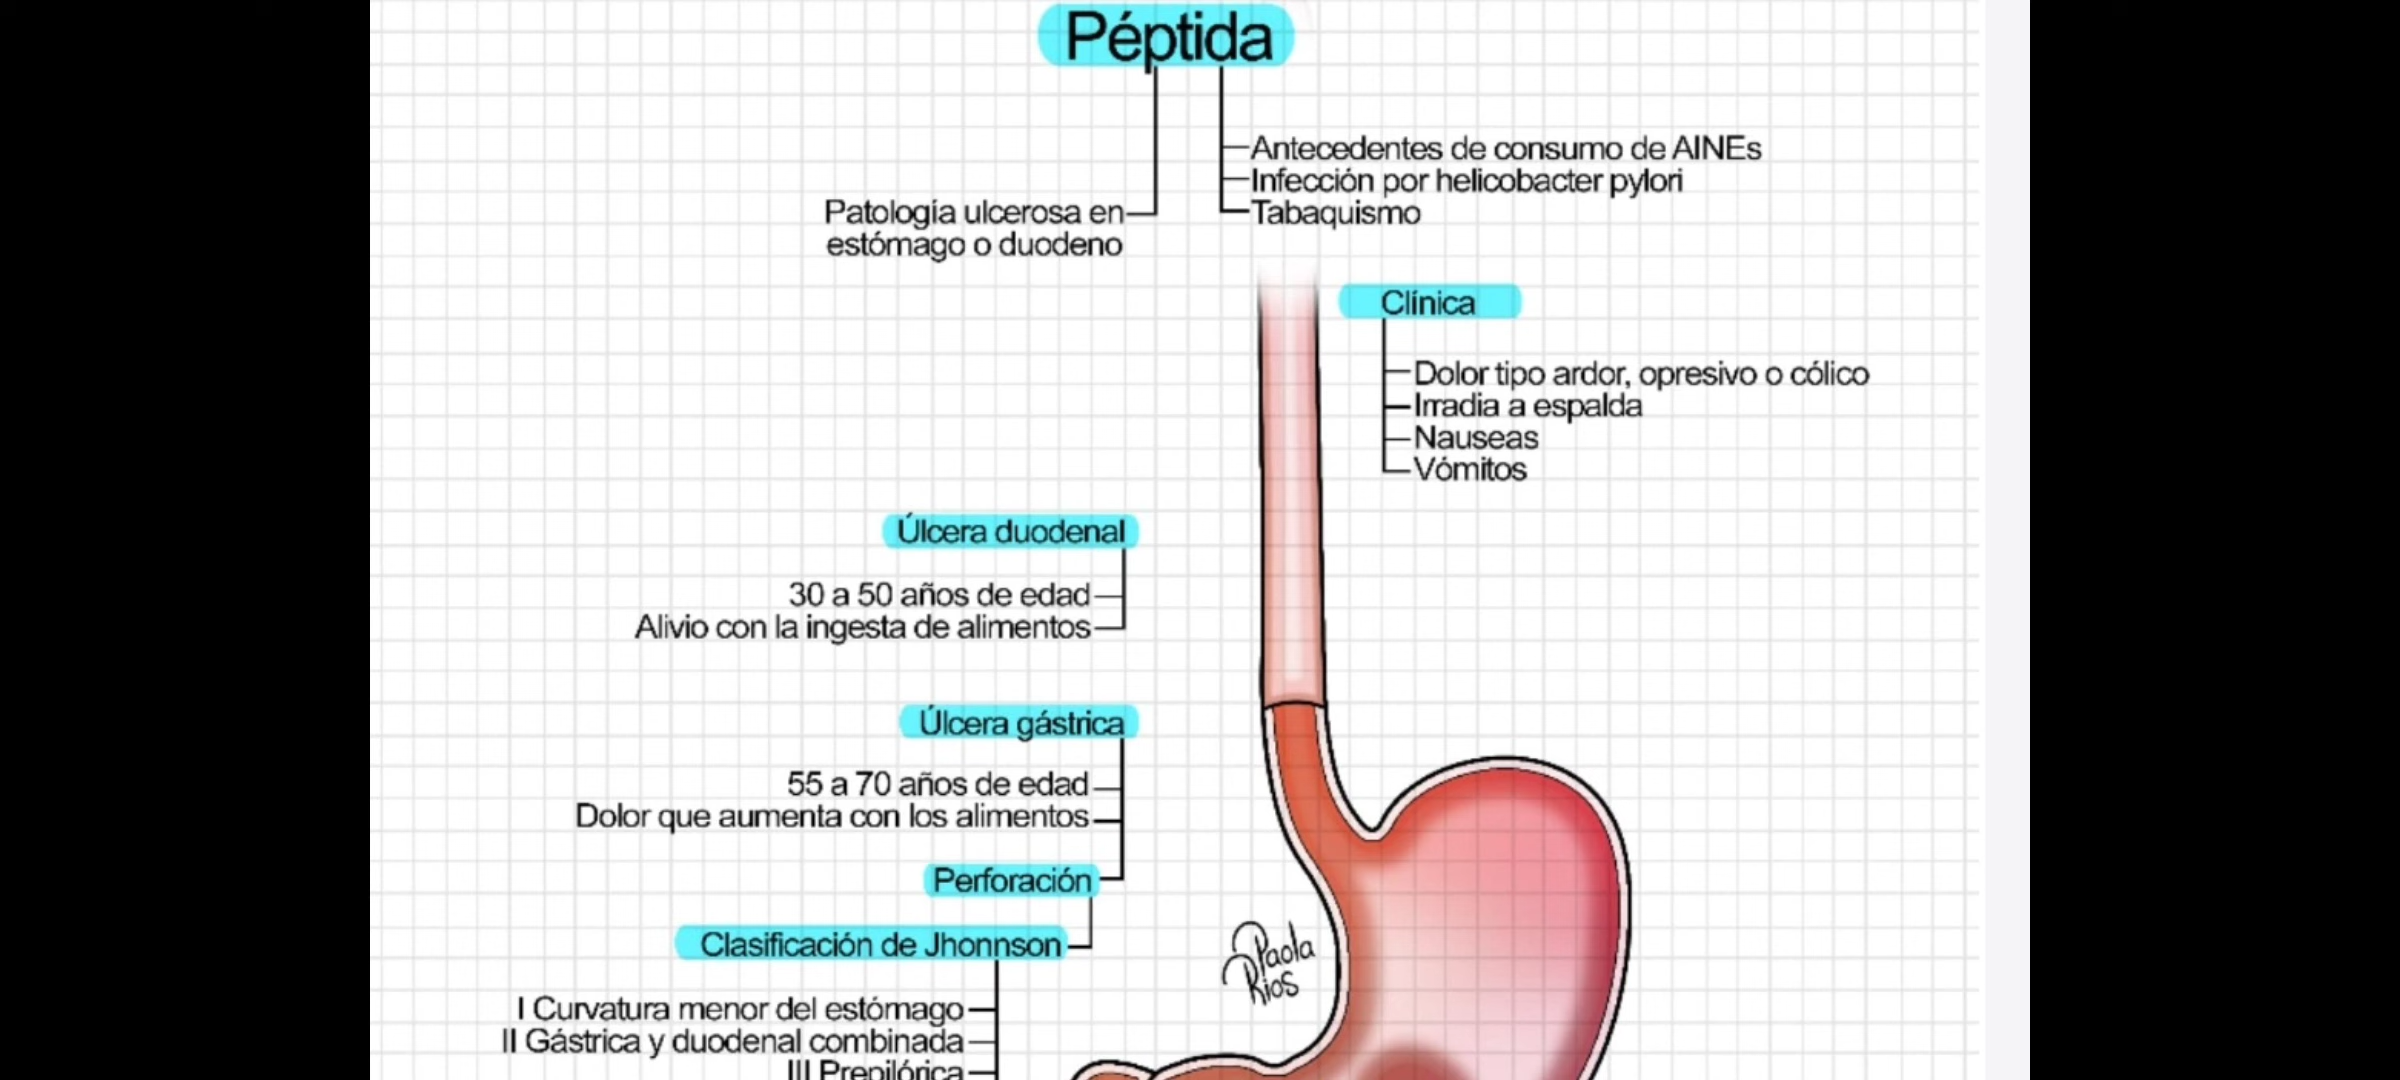 Péptida
Antecedentes de consumo de AINEs
Infección por helicobacter pylori
Tabaquismo
Patología ulcerosa en
estómago o duodeno
Clínica
Dolor tipo ardor, opresivo o cólico
Irradia a espalda
Nauseas
Vómitos
Úlcera duodenal
30 a 50 años de edad
Alivio con la ingesta de alimentos
Úlcera gástrica
55 a 70 años de edad
Dolor que aumenta con los alimentos
Perforación
Clasificación de Jhonnson
Paola
Rios
I Curvatura menor del estómago
II Gástrica y duodenal combinada
III Prepilórica